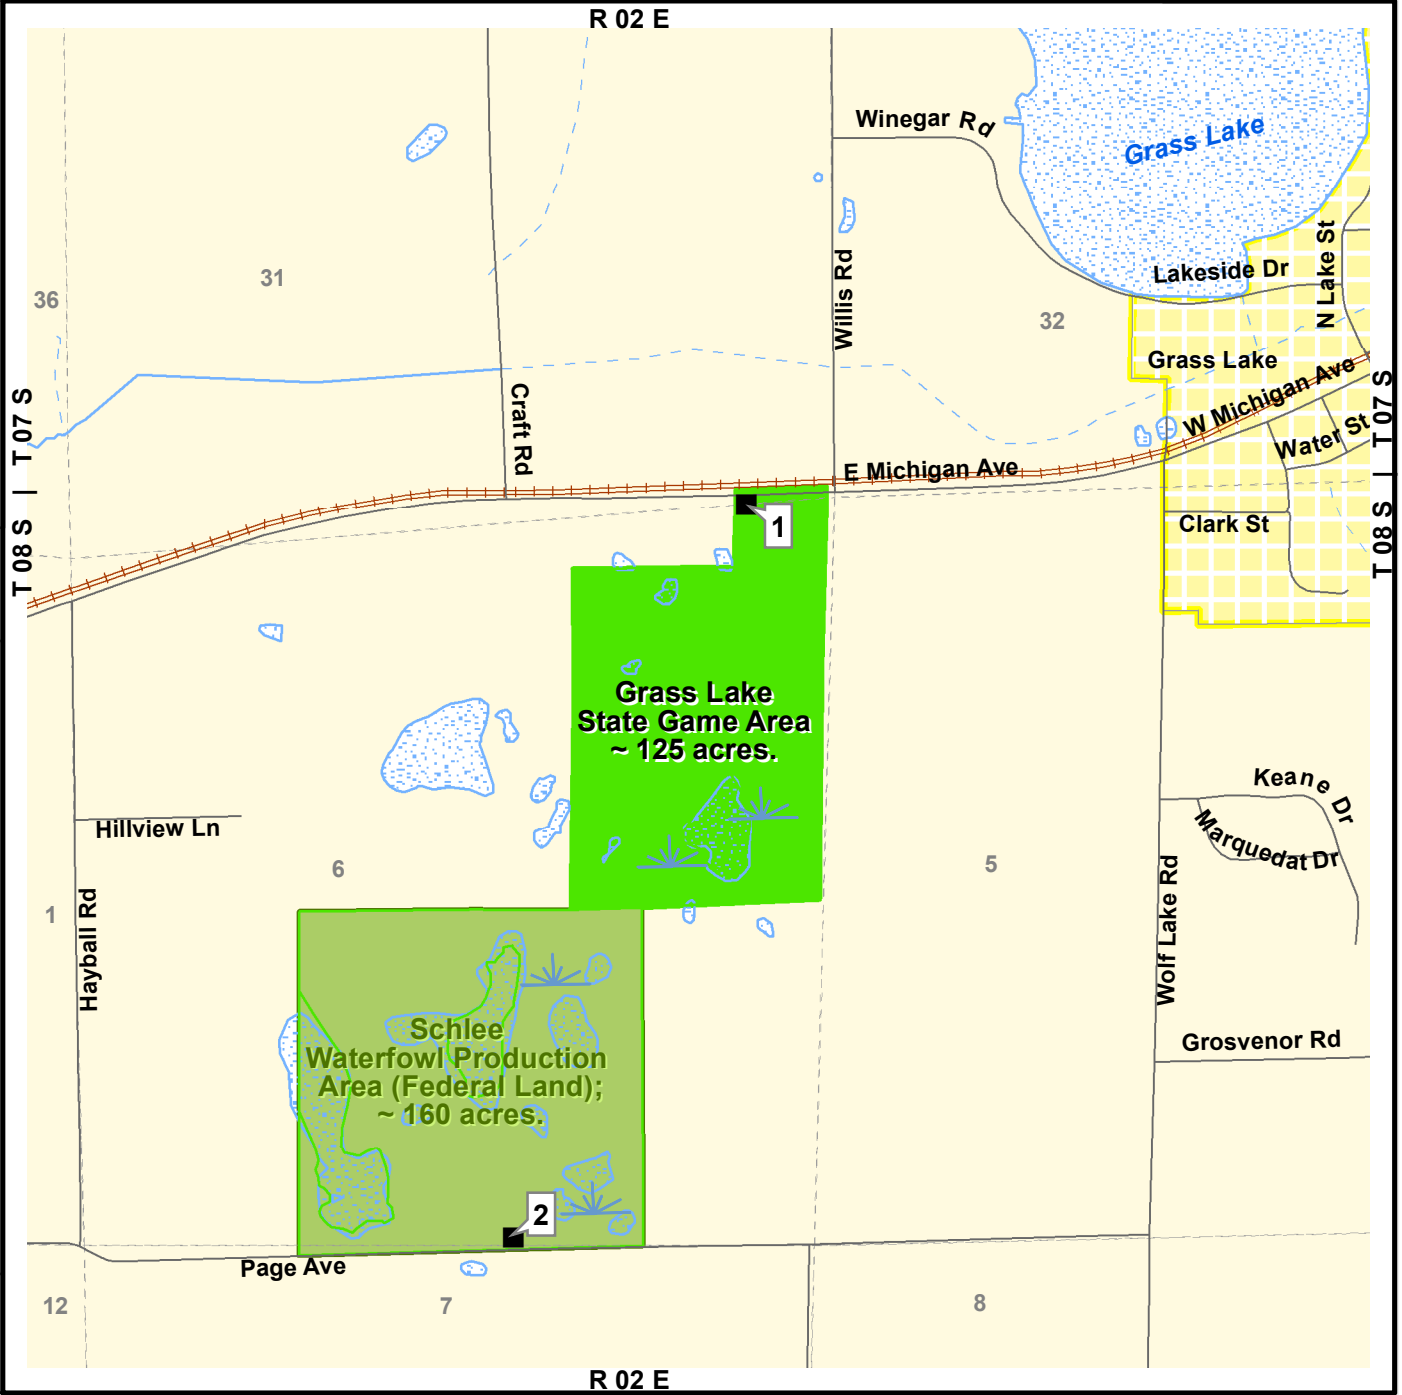 R 02 E
Winegar Rd
Grass Lake
Willis Rd
N Lake St
Lakeside Dr
31
36
32
Grass Lake
W Michigan Ave
Craft Rd
Water St
T 08 S | T 07 S
T 08 S | T 07 S
E Michigan Ave
1
Clark St
Grass Lake
State Game Area
~ 125 acres.
Keane Dr
Marquedat Dr
Hillview Ln
6
5
1
Hayball Rd
Wolf Lake Rd
Schlee
Waterfowl Production
Area (Federal Land);
~ 160 acres.
Grosvenor Rd
2
Page Ave
12
7
8
R 02 E